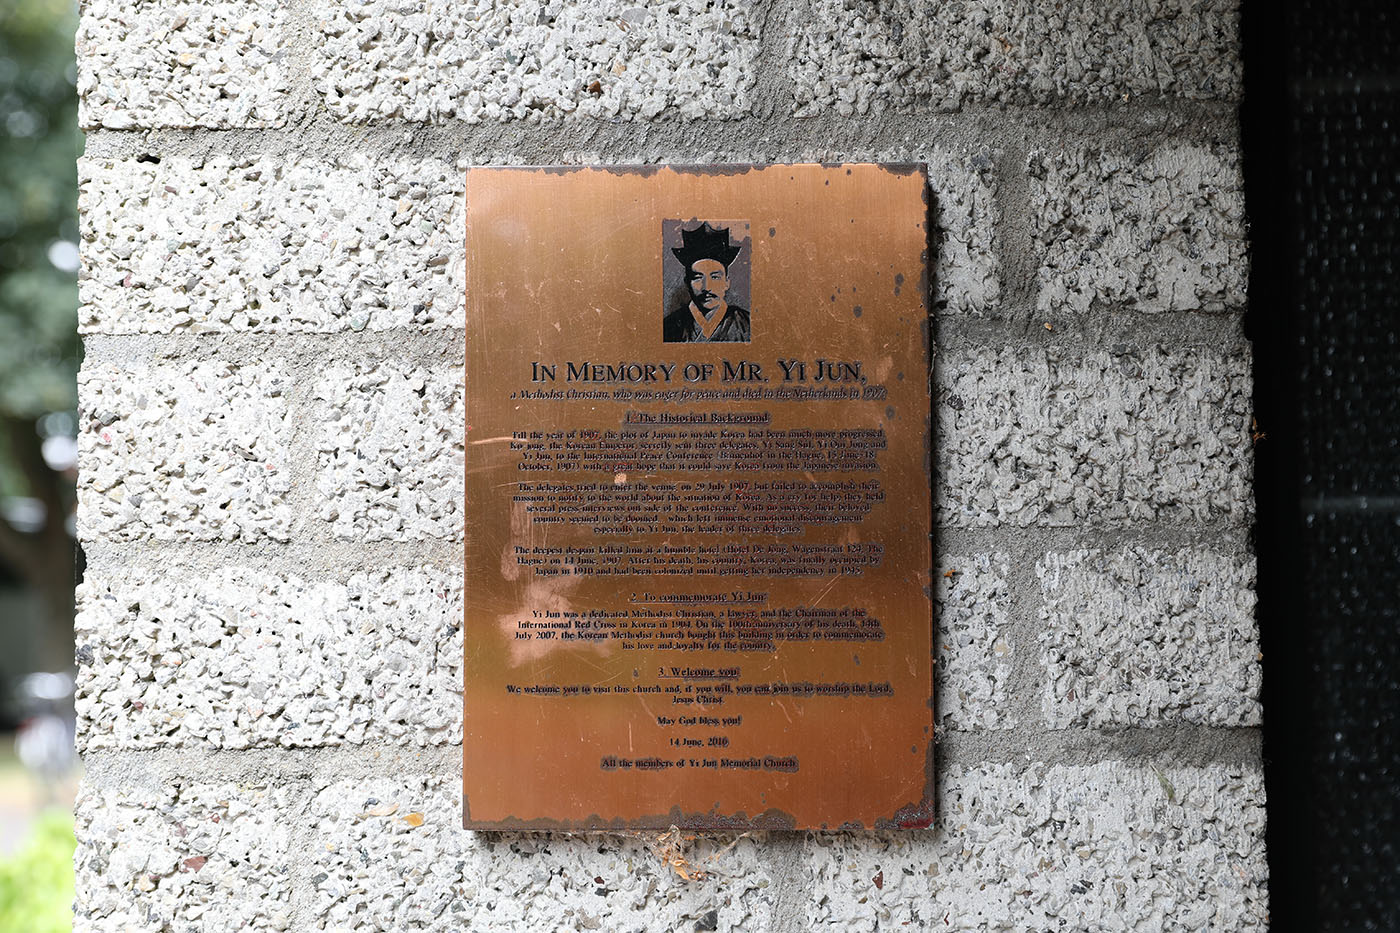 IN MEMORY OF MR. YI JUN,
a Methodist Christian, who was eager for peace and died in the Netherlands in 1907.
1. The Historical Background
Till the year of 1907, the plot of Japan to invade Korea had been much more progressed.
Ko-jong, the Korean Emperor, secretly sent three delegates, Yi Sang Sul, Yi Oui Jong and
Yi Jun, to the International Peace Conference (Binnenhof in the Hague, 15 June-18
October, 1907) with a great hope that it could save Korea from the Japanese invasion.
The delegates tried to enter the venue, on 29 July 1907, but failed to accomplish their
mission to notify to the world about the situation of Korea. As a cry for help, they held
several press interviews out side of the conference. With no success, their beloved
country seemed to be doomed, which left immense emotional discouragement
especially to Yi Jun, the leader of three delegates.
The deepest despair killed him at a humble hotel (Hotel De Jong, Wagenstraat 124, The
Hague) on 14 June, 1907. After his death, his country, Korea, was finally occupied by
Japan in 1910 and had been colonized until getting her independency in 1945.
2. To commemorate Yi Jun
Yi Jun was a dedicated Methodist Christian, a lawyer, and the Chairman of the
International Red Cross in Korea in 1904. On the 100th anniversary of his death, 14th
July 2007, the Korean Methodist church bought this building in order to commemorate
his love and loyalty for the country.
3. Welcome you
We welcome you to visit this church and, if you will, you can join us to worship the Lord,
Jesus Christ.
May God bless you!
14 June, 2010
All the members of Yi Jun Memorial Church